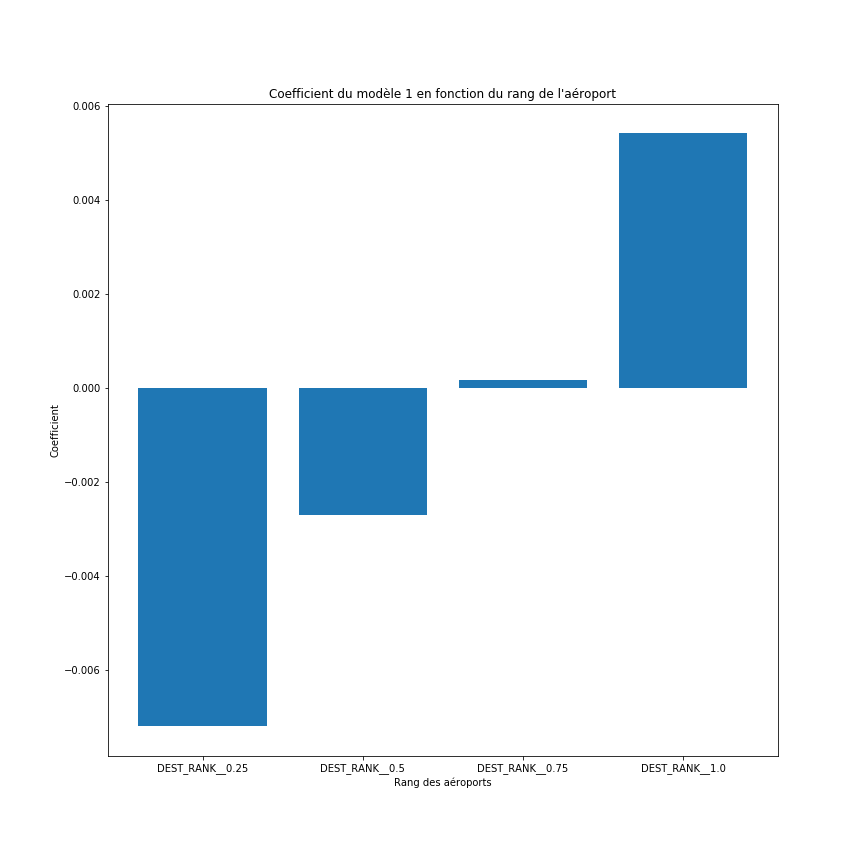 Coefficient du modèle 1 en fonction du rang de l'aéroport
0.006
0.004
0.002
0.000
−0.002
−0.004
−0.006
Coefficient
DEST_RANK__0.25 DEST_RANK__0.5 DEST_RANK__0.75 DEST_RANK__1.0
Rang des aéroports